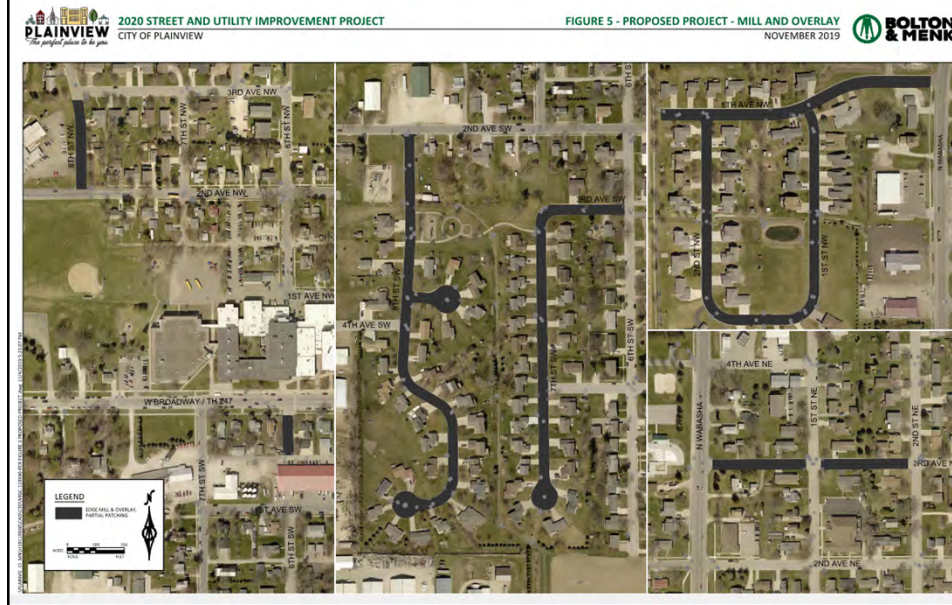 PLAINVIEW
The perfect place to be you
2020 STREET AND UTILITY IMPROVEMENT PROJECT
CITY OF PLAINVIEW
FIGURE 5 - PROPOSED PROJECT - MILL AND OVERLAY
NOVEMBER 2019
BOLTON
& MENK
3RD AVE NW
8TH ST NW
7TH ST NW
6TH ST NW
2ND AVE NW
1ST AVE NW
W BROADWAY / TH 247
7TH ST SW
1ST AVE SW
6TH ST SW
LEGEND
EDGE MILL & OVERLAY,
PARTIAL PATCHING
SCALE
FEET
2ND AVE SW
6TH ST
3RD AVE SW
4TH AVE SW
7TH ST SW
6TH ST SW
8TH AVE NW
2ND ST NW
1ST ST NW
N WABASHA
4TH AVE NE
N WABASHA
1ST ST NE
2ND ST NE
3RD AVE
2ND AVE NE